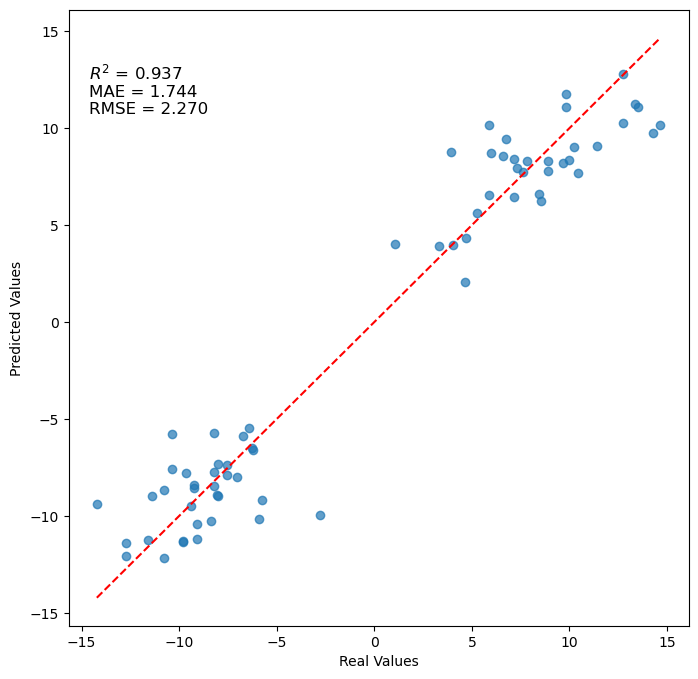 R² = 0.937
MAE = 1.744
RMSE = 2.270
15
10
5
0
−5
−10
−15
Predicted Values
−15 −10 −5 0 5 10 15
Real Values